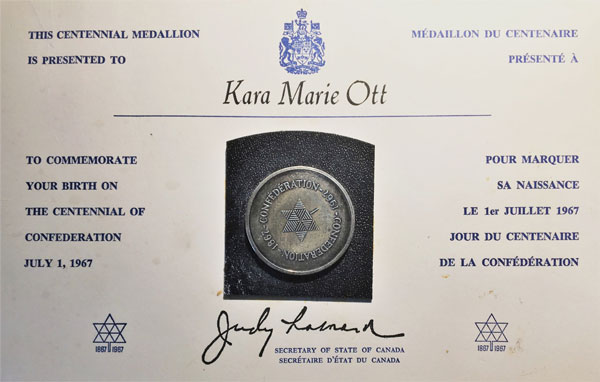 THIS CENTENNIAL MEDALLION
IS PRESENTED TO
MÉDAILLON DU CENTENAIRE
PRÉSENTÉ À
Kara Marie Ott
TO COMMEMORATE
YOUR BIRTH ON
THE CENTENNIAL OF
CONFEDERATION
JULY 1, 1967
1867-CONFÉDÉRATION-1967-CONFEDERATION-
POUR MARQUER
SA NAISSANCE
LE 1er JUILLET 1967
JOUR DU CENTENAIRE
DE LA CONFÉDÉRATION
Judy LaMarsh
SECRETARY OF STATE OF CANADA
SECRÉTAIRE D'ÉTAT DU CANADA
1867 1967
1867 1967